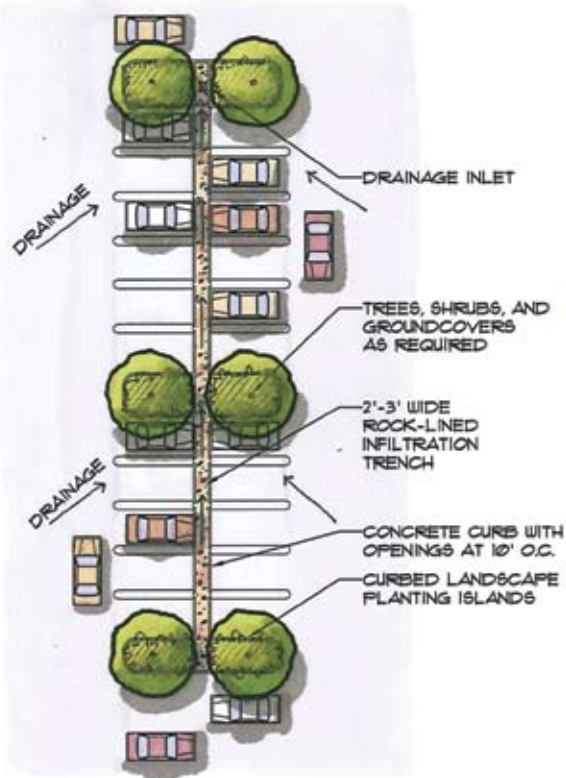 DRAINAGE INLET
DRAINAGE
TREES, SHRUBS, AND
GROUNDCOVERS
AS REQUIRED
2'-3' WIDE
ROCK-LINED
INFILTRATION
TRENCH
DRAINAGE
CONCRETE CURB WITH
OPENINGS AT 10' O.C.
CURBED LANDSCAPE
PLANTING ISLANDS